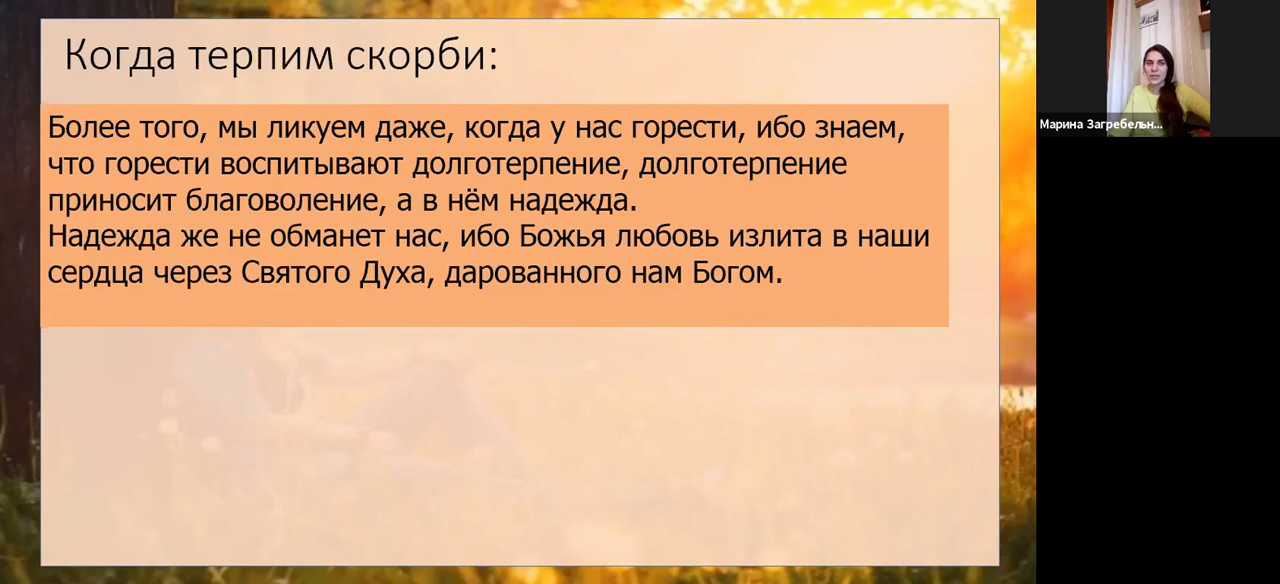 Когда терпим скорби:
Более того, мы ликуем даже, когда у нас горести, ибо знаем,
что горести воспитывают долготерпение, долготерпение
приносит благоволение, а в нём надежда.
Надежда же не обманет нас, ибо Божья любовь излита в наши
сердца через Святого Духа, дарованного нам Богом.
Марина Загребельн...